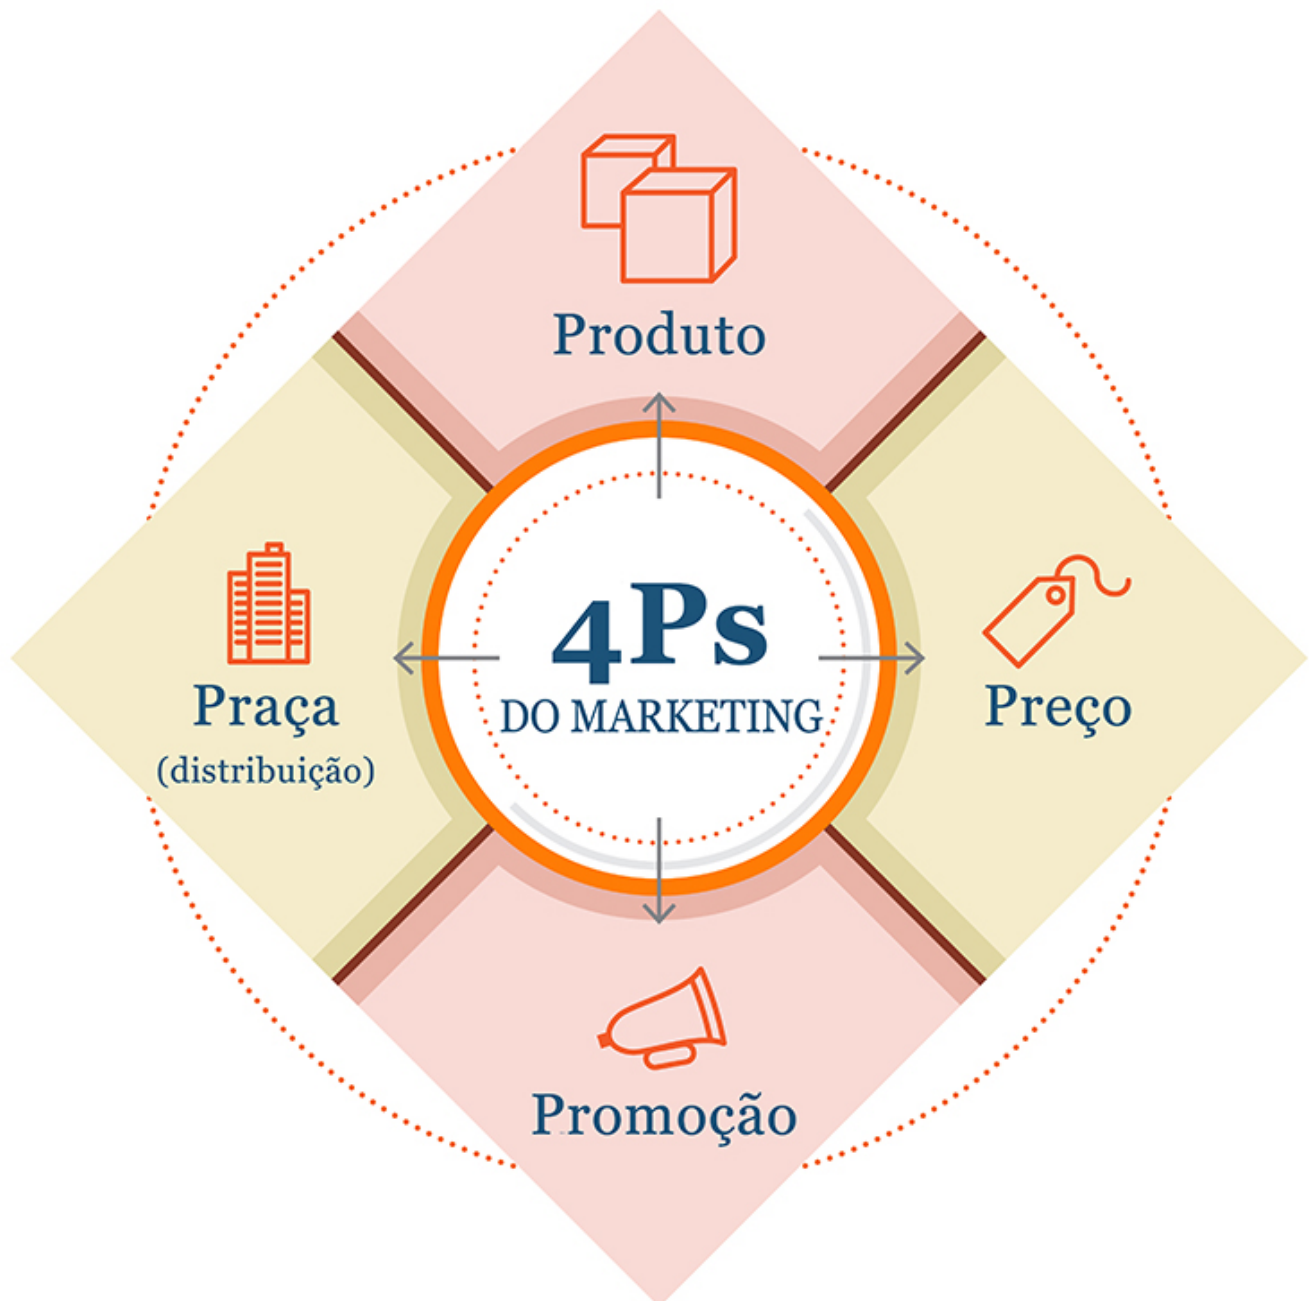 Produto
4Ps
DO MARKETING
Praça
(distribuição)
Preço
Promoção